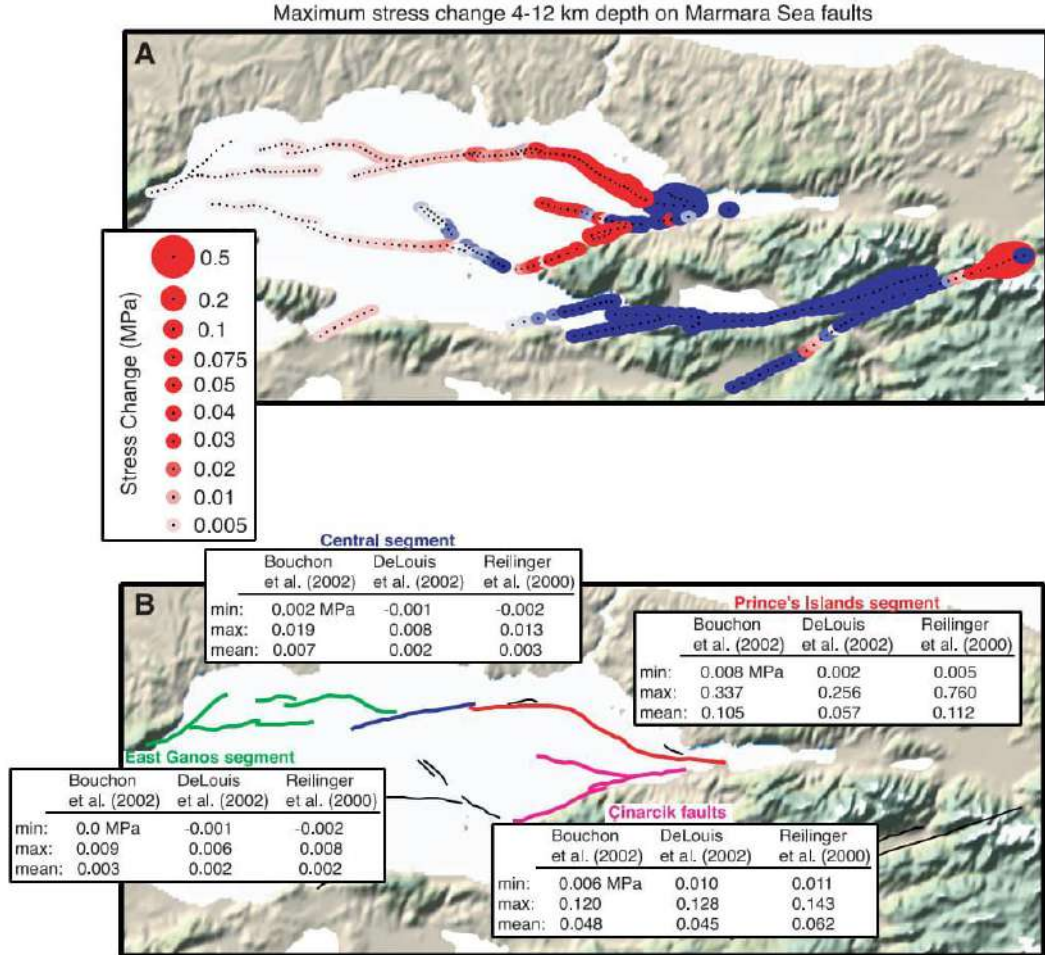 Maximum stress change 4-12 km depth on Marmara Sea faults
A
Stress Change (MPa)
0.5
0.2
0.1
0.075
0.05
0.04
0.03
0.02
0.01
0.005
B
Central segment
Bouchon et al. (2002) DeLouis et al. (2002) Reilinger et al. (2000)
min: 0.002 MPa -0.001 -0.002
max: 0.019 0.008 0.013
mean: 0.007 0.002 0.003
Prince's Islands segment
Bouchon et al. (2002) DeLouis et al. (2002) Reilinger et al. (2000)
min: 0.008 MPa 0.002 0.005
max: 0.337 0.256 0.760
mean: 0.105 0.057 0.112
East Ganos segment
Bouchon et al. (2002) DeLouis et al. (2002) Reilinger et al. (2000)
min: 0.0 MPa -0.001 -0.002
max: 0.009 0.006 0.008
mean: 0.003 0.002 0.002
Çinarcik faults
Bouchon et al. (2002) DeLouis et al. (2002) Reilinger et al. (2000)
min: 0.006 MPa 0.010 0.011
max: 0.120 0.128 0.143
mean: 0.048 0.045 0.062